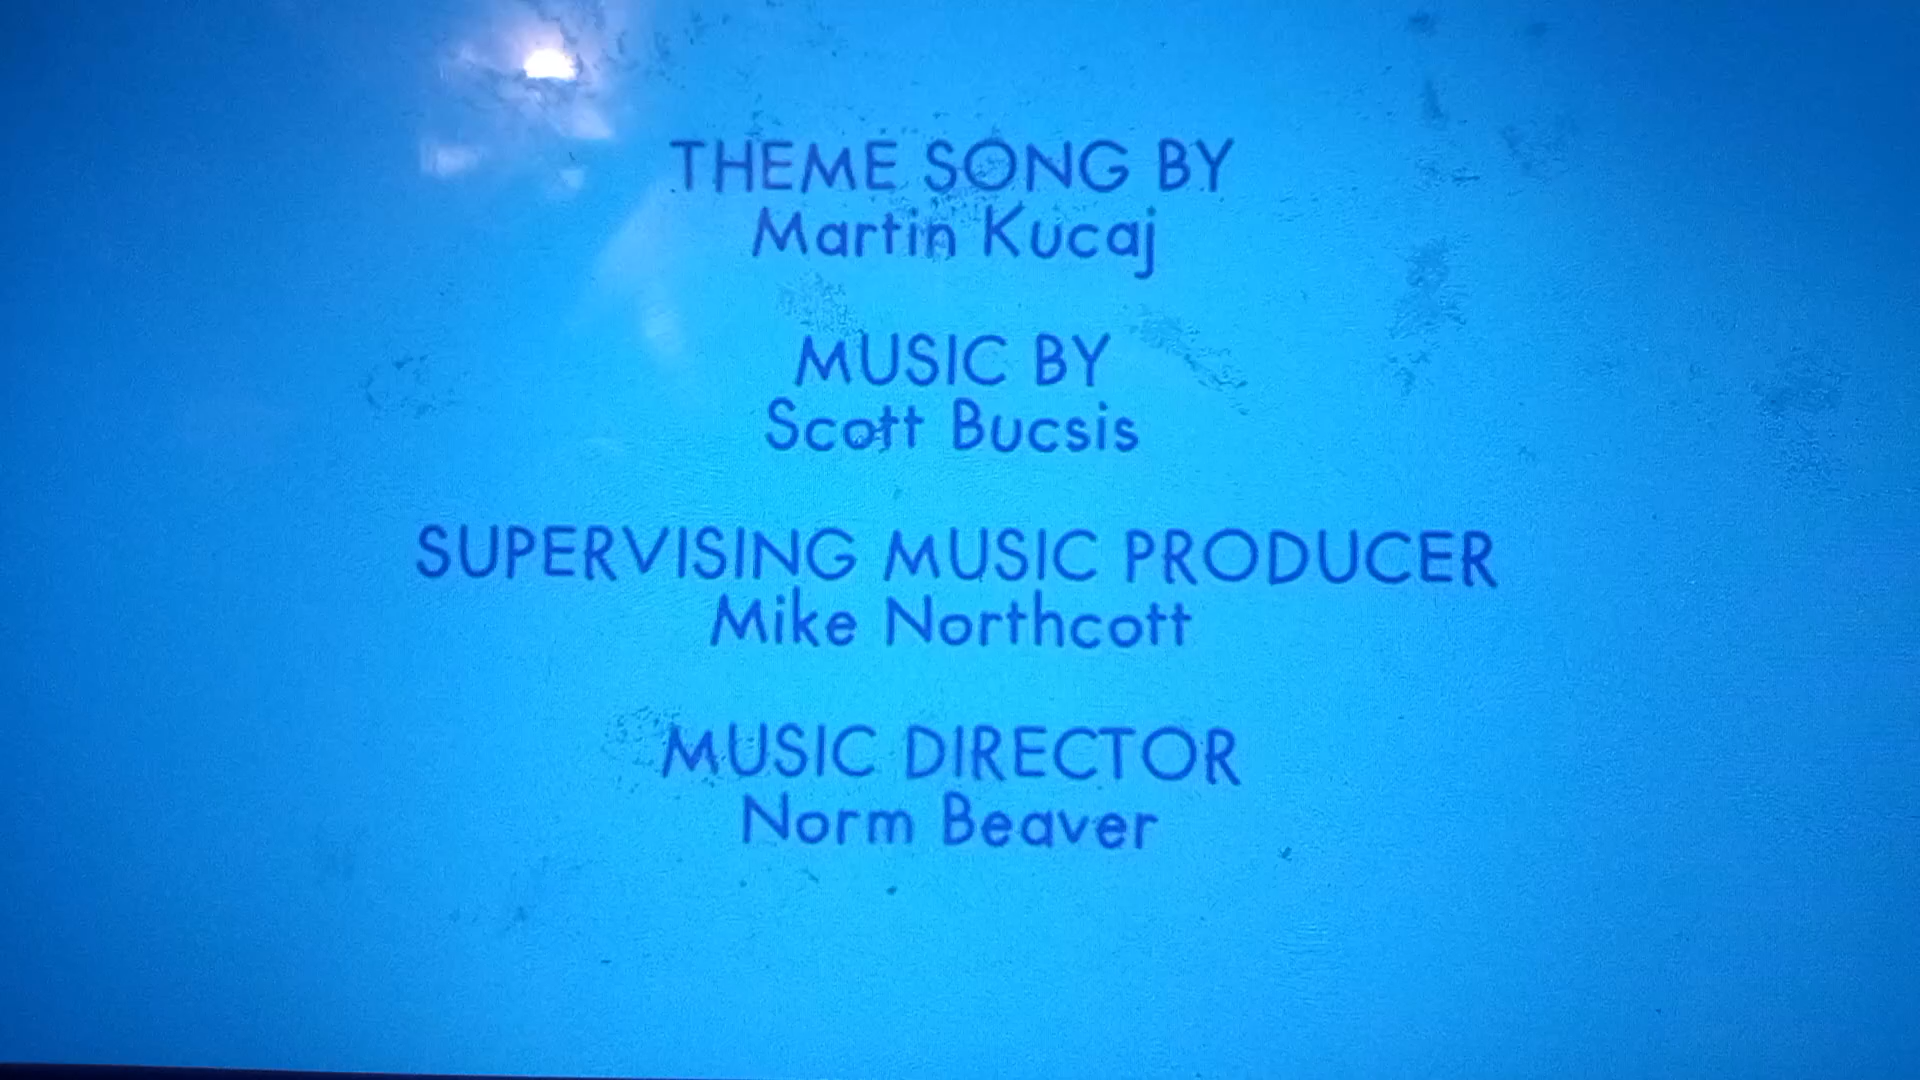 THEME SONG BY
Martin Kucaj
MUSIC BY
Scott Bucsis
SUPERVISING MUSIC PRODUCER
Mike Northcott
MUSIC DIRECTOR
Norm Beaver